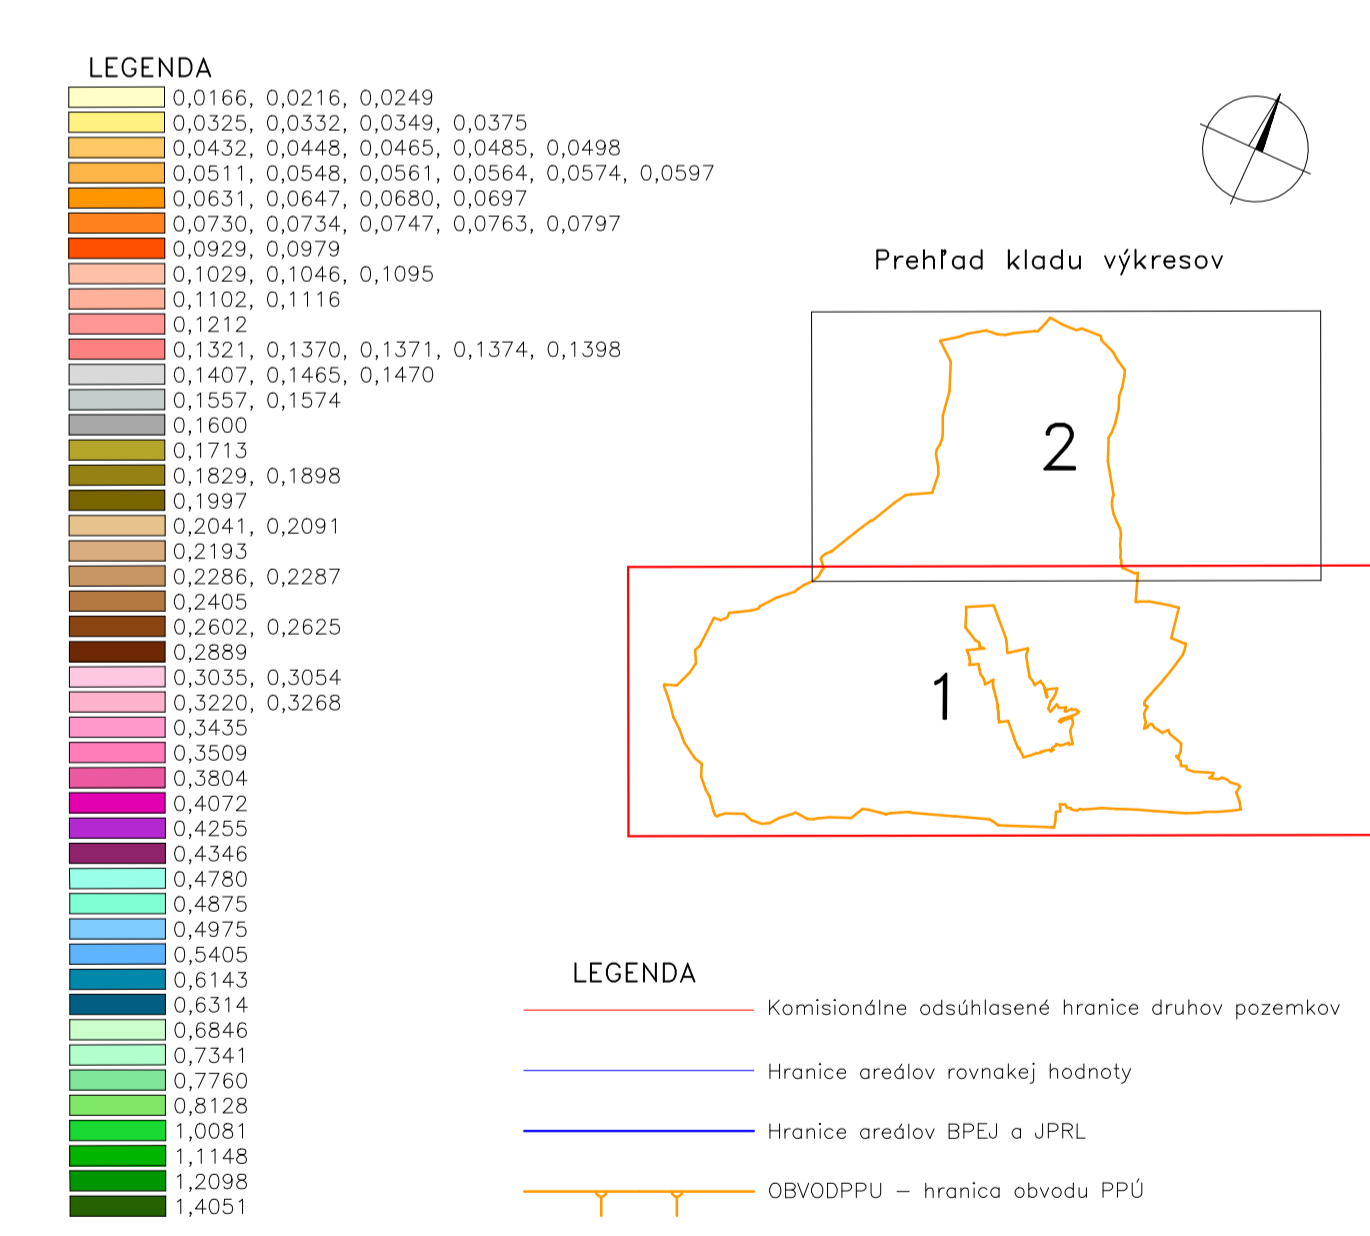 LEGENDA
0,0166, 0,0216, 0,0249
0,0325, 0,0332, 0,0349, 0,0375
0,0432, 0,0448, 0,0465, 0,0485, 0,0498
0,0511, 0,0548, 0,0561, 0,0564, 0,0574, 0,0597
0,0631, 0,0647, 0,0680, 0,0697
0,0730, 0,0734, 0,0747, 0,0763, 0,0797
0,0929, 0,0979
0,1029, 0,1046, 0,1095
0,1102, 0,1116
0,1212
0,1321, 0,1370, 0,1371, 0,1374, 0,1398
0,1407, 0,1465, 0,1470
0,1557, 0,1574
0,1600
0,1713
0,1829, 0,1898
0,1997
0,2041, 0,2091
0,2193
0,2286, 0,2287
0,2405
0,2602, 0,2625
0,2889
0,3035, 0,3054
0,3220, 0,3268
0,3435
0,3509
0,3804
0,4072
0,4255
0,4346
0,4780
0,4875
0,4975
0,5405
0,6143
0,6314
0,6846
0,7341
0,7760
0,8128
1,0081
1,1148
1,2098
1,4051
Prehľad kladu výkresov
2
1
LEGENDA
Komisionálne odsúhlasené hranice druhov pozemkov
Hranice areálov rovnakej hodnoty
Hranice areálov BPEJ a JPRL
OBVODPPU – hranica obvodu PPÚ